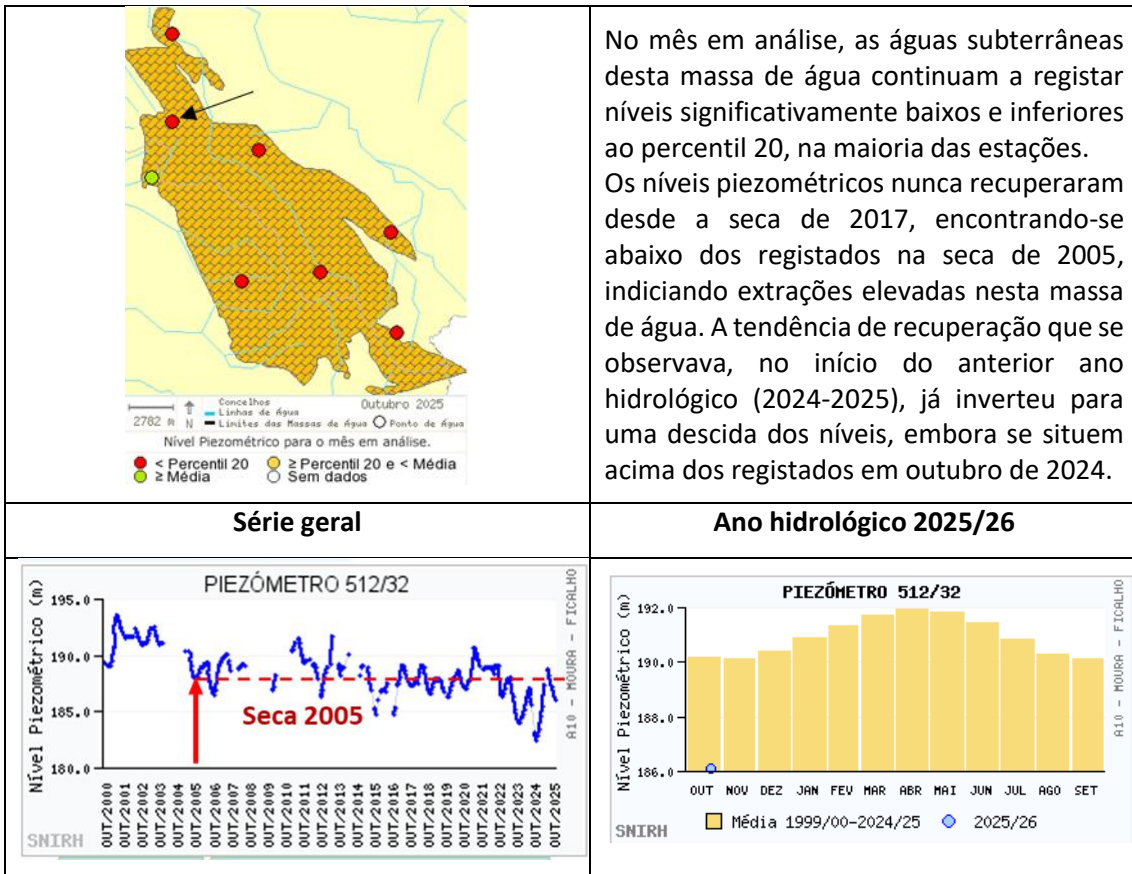 Concelhos
Linhas de Água
Outubro 2025
2782 m
N
Limites das Massas de Água
Ponto de Água
Nível Piezométrico para o mês em análise.
< Percentil 20
≥ Percentil 20 e < Média
≥ Média
Sem dados
No mês em análise, as águas subterrâneas
desta massa de água continuam a registar
níveis significativamente baixos e inferiores
ao percentil 20, na maioria das estações.
Os níveis piezométricos nunca recuperaram
desde a seca de 2017, encontrando-se
abaixo dos registados na seca de 2005,
indiciando extrações elevadas nesta massa
de água. A tendência de recuperação que se
observava, no início do anterior ano
hidrológico (2024-2025), já inverteu para
uma descida dos níveis, embora se situem
acima dos registados em outubro de 2024.
Série geral
Ano hidrológico 2025/26
PIEZÓMETRO 512/32
Nível Piezométrico (m)
195.0
190.0
185.0
180.0
Seca 2005
A10 - MOURA - FICALHO
OUT/2000
OUT/2001
OUT/2002
OUT/2003
OUT/2004
OUT/2005
OUT/2006
OUT/2007
OUT/2008
OUT/2009
OUT/2010
OUT/2011
OUT/2012
OUT/2013
OUT/2014
OUT/2015
OUT/2016
OUT/2017
OUT/2018
OUT/2019
OUT/2020
OUT/2021
OUT/2022
OUT/2023
OUT/2024
OUT/2025
SNIRH
PIEZÓMETRO 512/32
Nível Piezométrico (m)
192.0
190.0
188.0
186.0
A10 - MOURA - FICALHO
OUT NOV DEZ JAN FEV MAR ABR MAI JUN JUL AGO SET
Média 1999/00-2024/25
2025/26
SNIRH